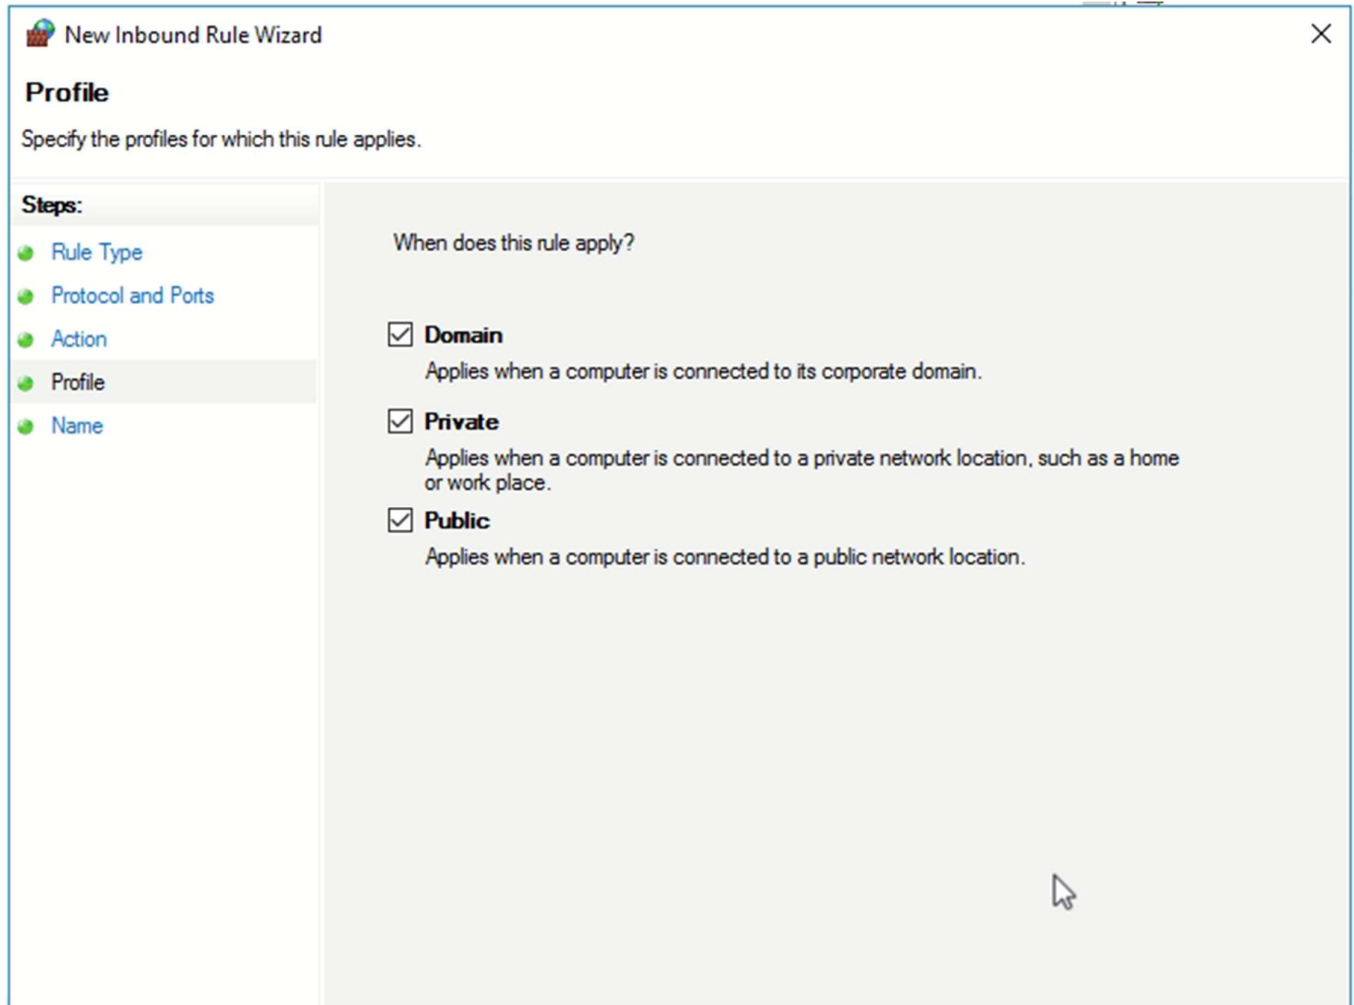 New Inbound Rule Wizard
Profile
Specify the profiles for which this rule applies.
Steps:
Rule Type
Protocol and Ports
Action
Profile
Name
When does this rule apply?
Domain
Applies when a computer is connected to its corporate domain.
Private
Applies when a computer is connected to a private network location, such as a home
or work place.
Public
Applies when a computer is connected to a public network location.